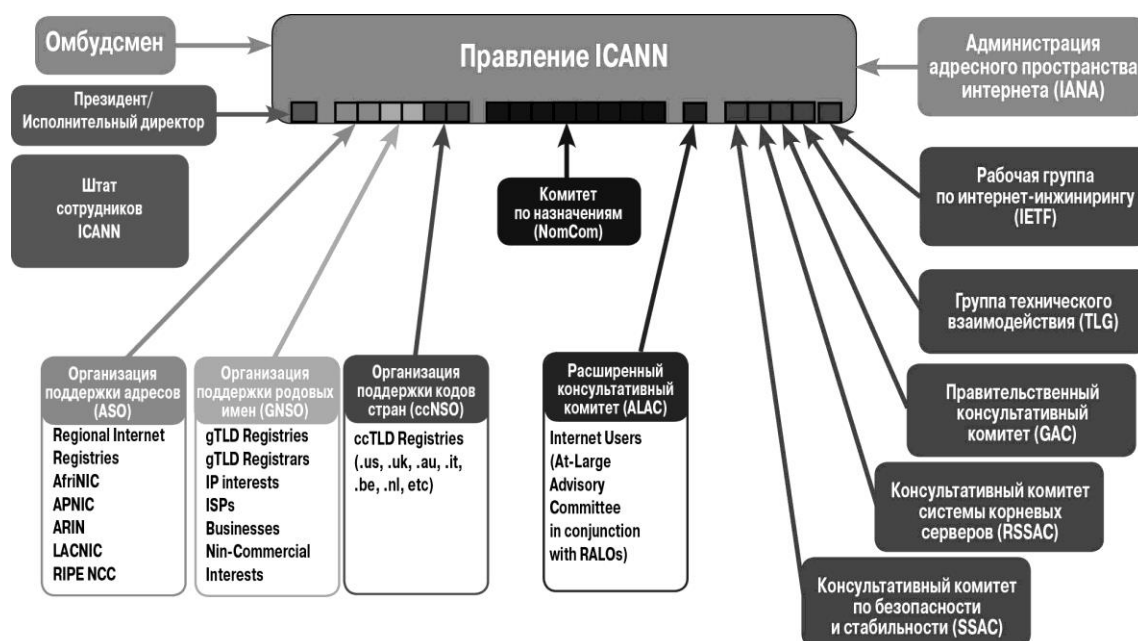 Омбудсмен
Правление ICANN
Администрация
адресного пространства
интернета (IANA)
Президент/
Исполнительный директор
Штат
сотрудников
ICANN
Комитет
по назначениям
(NomCom)
Рабочая группа
по интернет-инжинирингу
(IETF)
Группа технического
взаимодействия (TLG)
Правительственный
консультативный
комитет (GAC)
Консультативный комитет
системы корневых
серверов (RSSAC)
Консультативный комитет
по безопасности
и стабильности (SSAC)
Организация
поддержки адресов
(ASO)
Regional Internet
Registries
AfriNIC
APNIC
ARIN
LACNIC
RIPE NCC
Организация
поддержки родовых
имен (GNSO)
gTLD Registries
gTLD Registrars
IP interests
ISPs
Businesses
Nin-Commercial
Interests
Организация
поддержки кодов
стран (ccNSO)
ccTLD Registries
(.us, .uk, .au, .it,
.be, .nl, etc)
Расширенный
консультативный
комитет (ALAC)
Internet Users
(At-Large
Advisory
Committee
in conjunction
with RALOs)